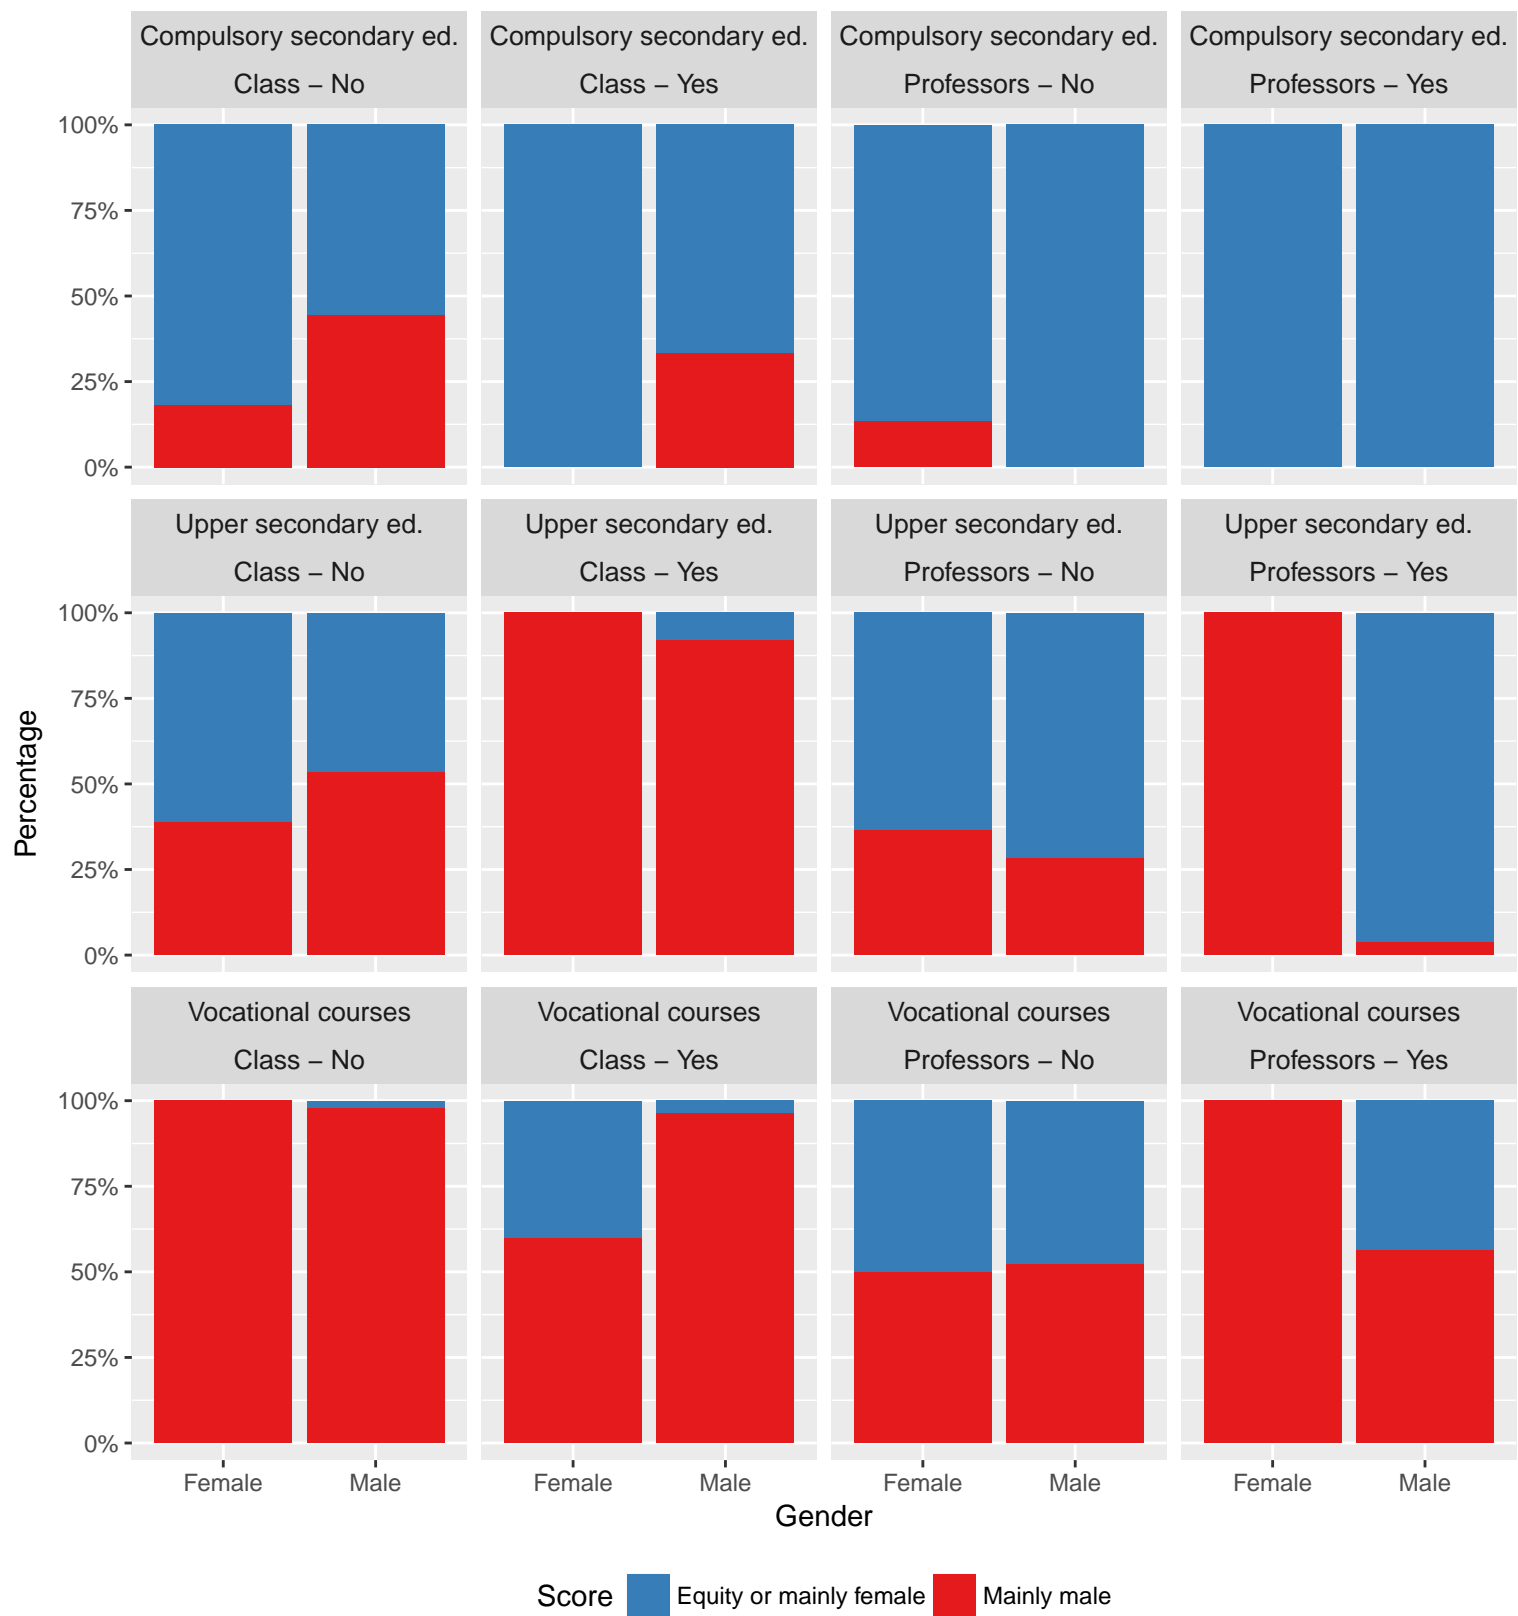 Compulsory secondary ed. Compulsory secondary ed. Compulsory secondary ed. Compulsory secondary ed.
Class – No Class – Yes Professors – No Professors – Yes
100%
75%
50%
25%
0%
Upper secondary ed. Upper secondary ed. Upper secondary ed. Upper secondary ed.
Class – No Class – Yes Professors – No Professors – Yes
100%
75%
50%
25%
0%
Percentage
Vocational courses Vocational courses Vocational courses Vocational courses
Class – No Class – Yes Professors – No Professors – Yes
100%
75%
50%
25%
0%
Female Male Female Male Female Male Female Male
Gender
Score Equity or mainly female Mainly male